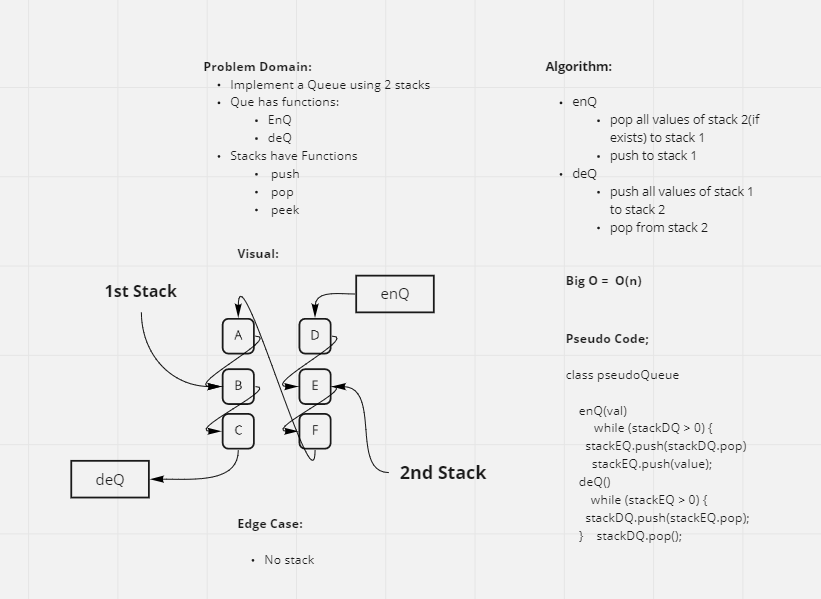 Problem Domain:
• Implement a Queue using 2 stacks
• Que has functions:
• EnQ
• deQ
• Stacks have Functions
• push
• pop
• peek
Visual:
1st Stack
enQ
A
D
B
E
C
F
deQ
2nd Stack
Edge Case:
• No stack
Algorithm:
• enQ
• pop all values of stack 2(if
exists) to stack 1
• push to stack 1
• deQ
• push all values of stack 1
to stack 2
• pop from stack 2
Big O = O(n)
Pseudo Code;
class pseudoQueue
enQ(val)
while (stackDQ > 0) {
stackEQ.push(stackDQ.pop)
stackEQ.push(value);
deQ()
while (stackEQ > 0) {
stackDQ.push(stackEQ.pop);
} stackDQ.pop();